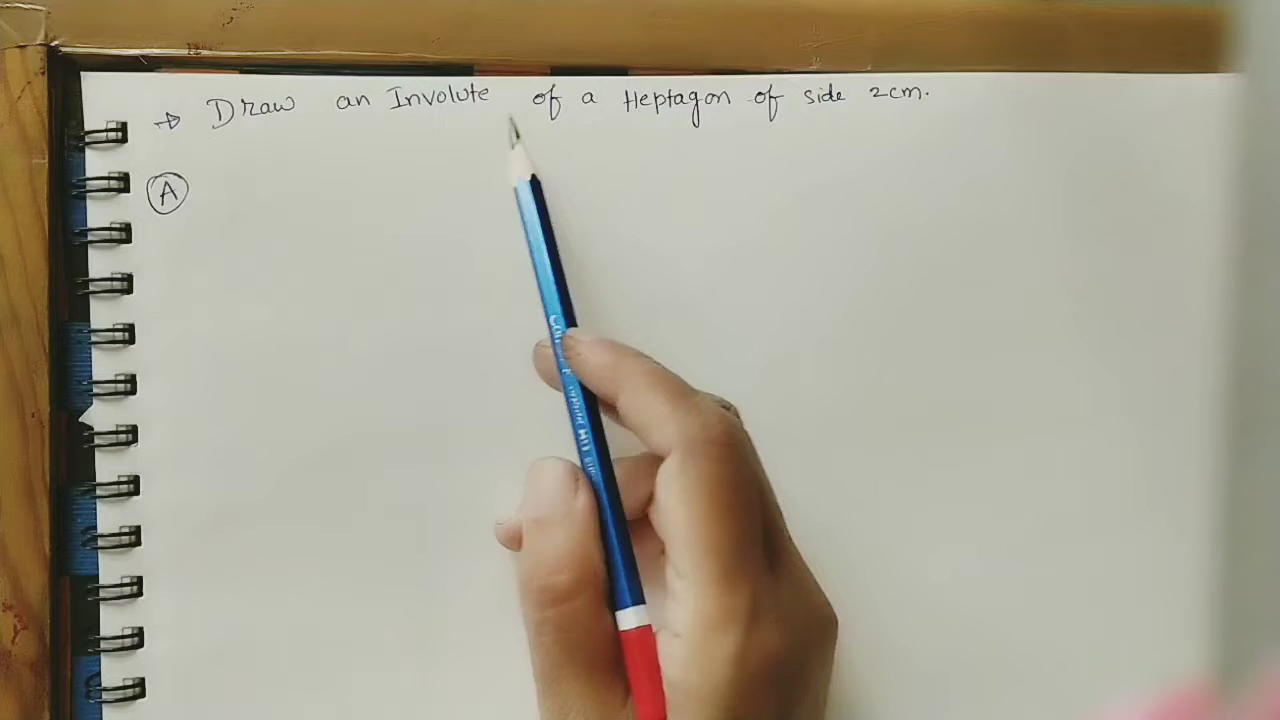 → Draw an Involute of a Heptagon of side 2cm.
A